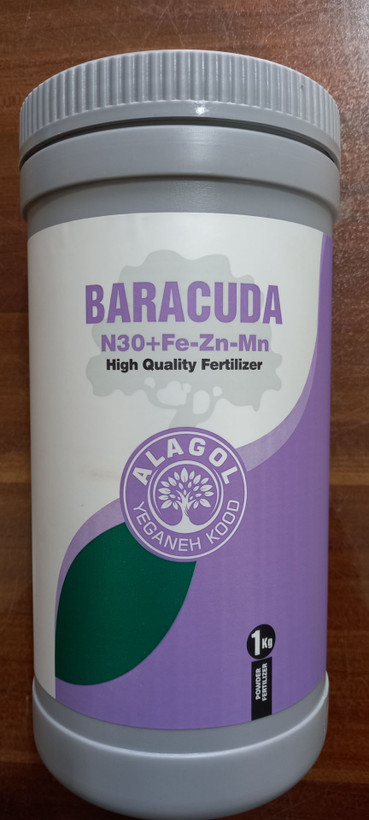 BARACUDA
N30+Fe-Zn-Mn
High Quality Fertilizer
ALAGOL
YEGANEH KOOD
1Kg
POWDER
FERTILIZER